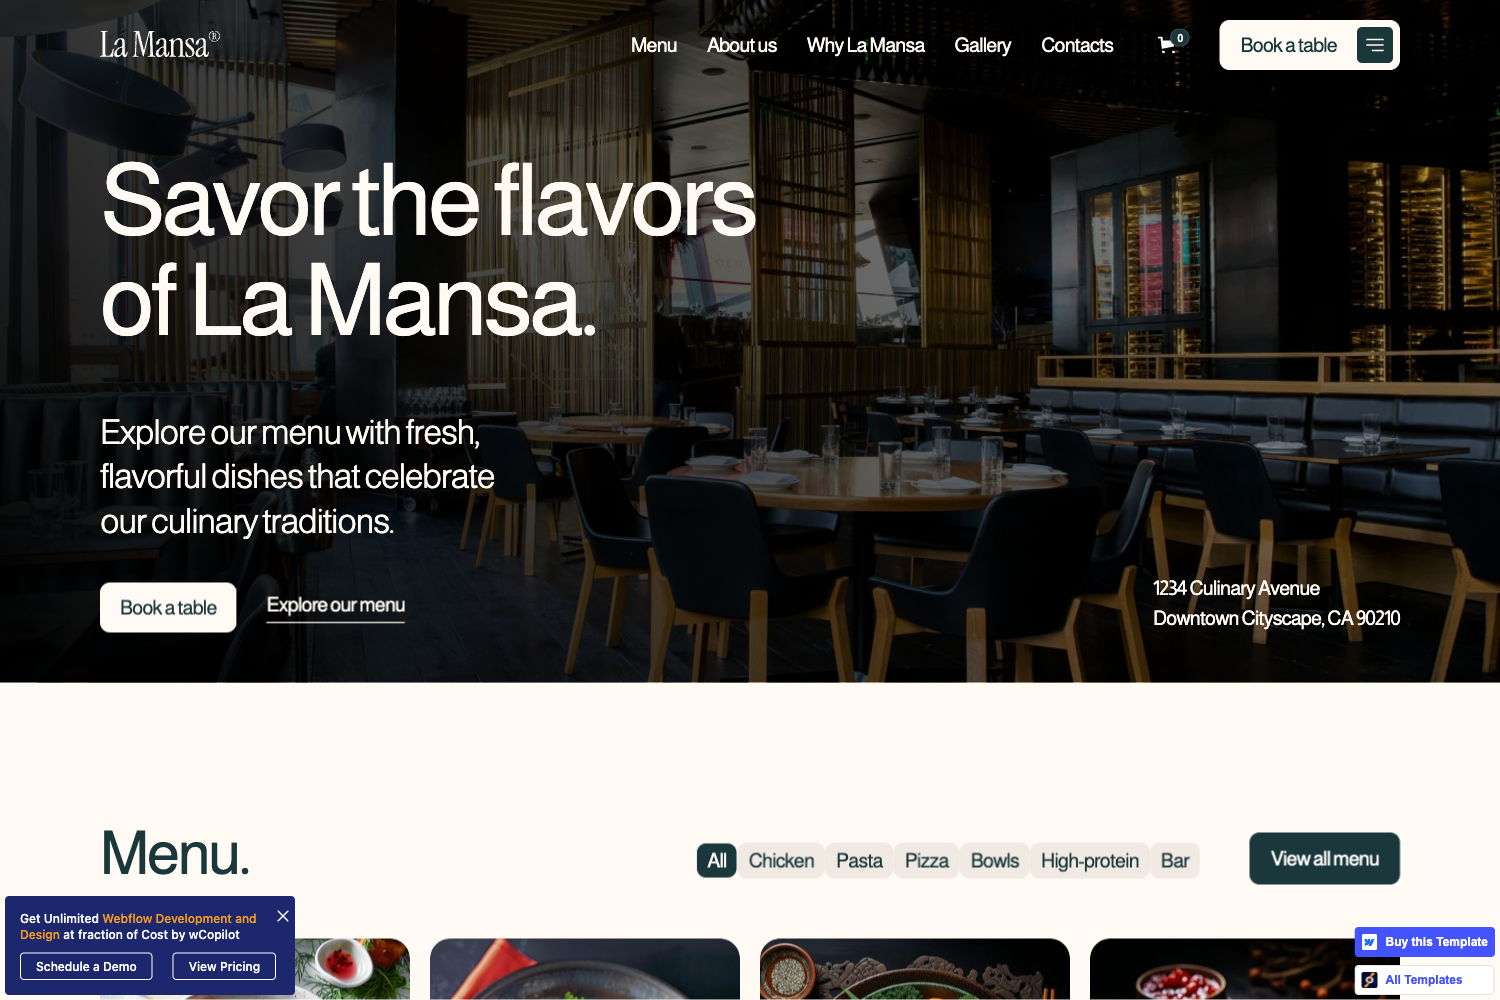 La Mansa®
Menu
About us
Why La Mansa
Gallery
Contacts
0
Book a table
Savor the flavors
of La Mansa.
Explore our menu with fresh,
flavorful dishes that celebrate
our culinary traditions.
Book a table
Explore our menu
1234 Culinary Avenue
Downtown Cityscape, CA 90210
Menu.
All
Chicken
Pasta
Pizza
Bowls
High-protein
Bar
View all menu
Get Unlimited Webflow Development and
Design at fraction of Cost by wCopilot
Schedule a Demo
View Pricing
Buy this Template
All Templates